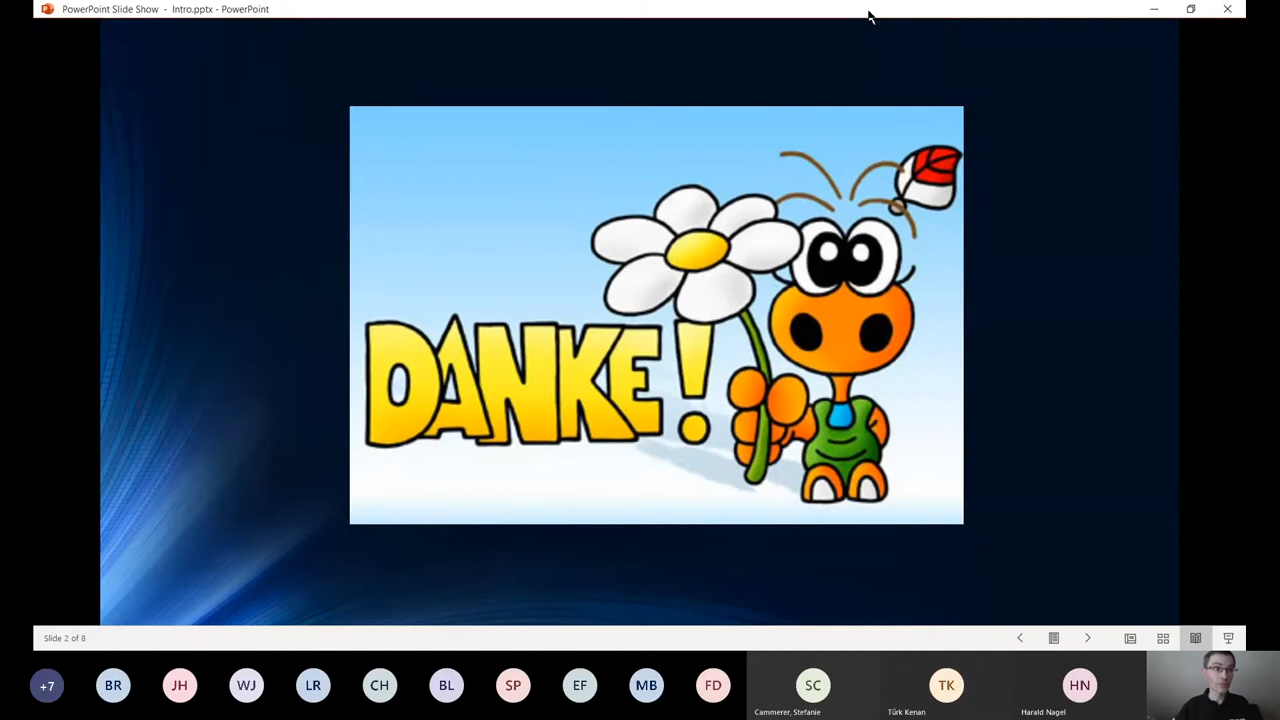 PowerPoint Slide Show - Intro.pptx - PowerPoint
DANKE!
Slide 2 of 8
+7 BR JH WJ LR CH BL SP EF MB FD SC TK HN
Cammerer, Stefanie Türk Kenan Harald Nagel